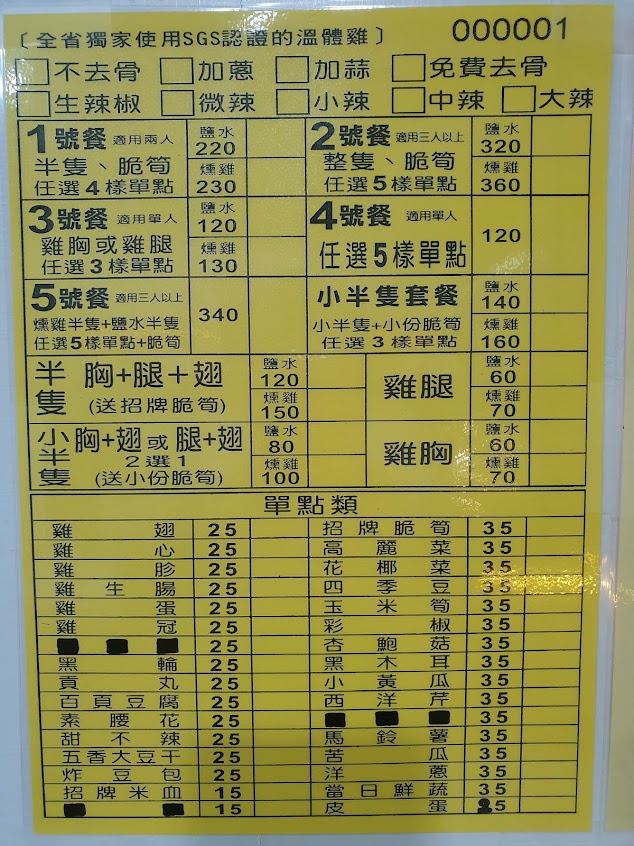 〔全省獨家使用SGS認證的溫體雞〕 000001
□不去骨 □加蔥 □加蒜 □免費去骨
□生辣椒 □微辣 □小辣 □中辣 □大辣
1號餐 適用兩人
半隻、脆筍
任選4樣單點
鹽水
220
燻雞
230
2號餐 適用三人以上
整隻、脆筍
任選5樣單點
鹽水
320
燻雞
360
3號餐 適用單人
雞胸或雞腿
任選3樣單點
鹽水
120
燻雞
130
4號餐 適用單人
任選5樣單點
120
5號餐 適用三人以上
燻雞半隻+鹽水半隻
任選5樣單點+脆筍
340
小半隻套餐
小半隻+小份脆筍
任選3樣單點
鹽水
140
燻雞
160
半隻
胸+腿+翅
(送招牌脆筍)
鹽水
120
燻雞
150
雞腿
鹽水
60
燻雞
70
小半隻
胸+翅或腿+翅
2選1
(送小份脆筍)
鹽水
80
燻雞
100
雞胸
鹽水
60
燻雞
70
單點類
雞翅 25 招牌脆筍 35
雞心 25 高麗菜 35
雞胗 25 花椰菜 35
雞生腸 25 四季豆 35
雞蛋 25 玉米筍 35
雞冠 25 彩椒 35
25 杏鮑菇 35
黑輪 25 黑木耳 35
貢丸 25 小黃瓜 35
百頁豆腐 25 西洋芹 35
素腰花 25 35
甜不辣 25 馬鈴薯 35
五香大豆干 25 苦瓜 35
炸豆包 25 洋蔥 35
招牌米血 15 當日鮮蔬 35
15 皮蛋 25